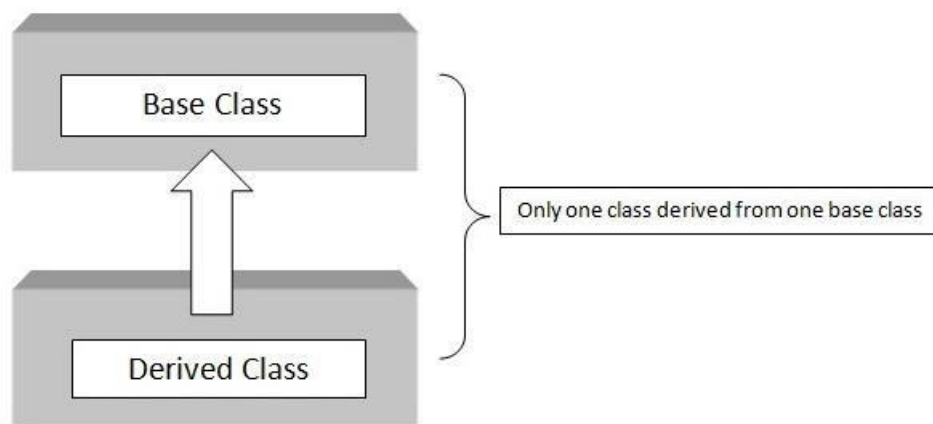 Base Class
Only one class derived from one base class
Derived Class